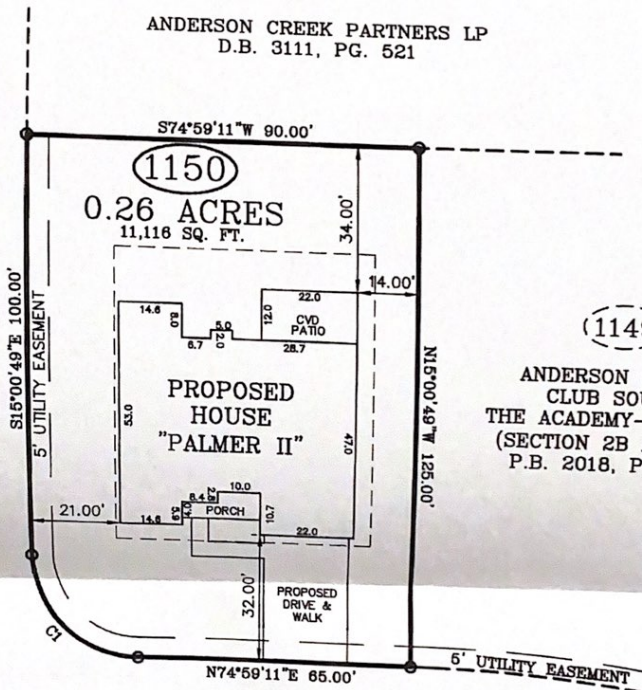 ANDERSON CREEK PARTNERS LP
D.B. 3111, PG. 521
S74°59'11"W 90.00'
1150
0.26 ACRES
11,116 SQ. FT.
34.00'
14.00'
22.0
12.0
CVD
PATIO
14.6
8.0
6.7
5.0
2.0
28.7
S15°00'49"E 100.00'
5' UTILITY EASEMENT
53.0
PROPOSED
HOUSE
"PALMER II"
47.0
N15°00'49"W 125.00'
ANDERSON
CLUB
THE ACADEMY-
(SECTION 2B
P.B. 2018,
21.00'
14.6
5.9
4.0
8.4
2.8
10.0
PORCH
10.7
22.0
32.00'
PROPOSED
DRIVE &
WALK
C1
N74°59'11"E 65.00'
5' UTILITY EASEMENT